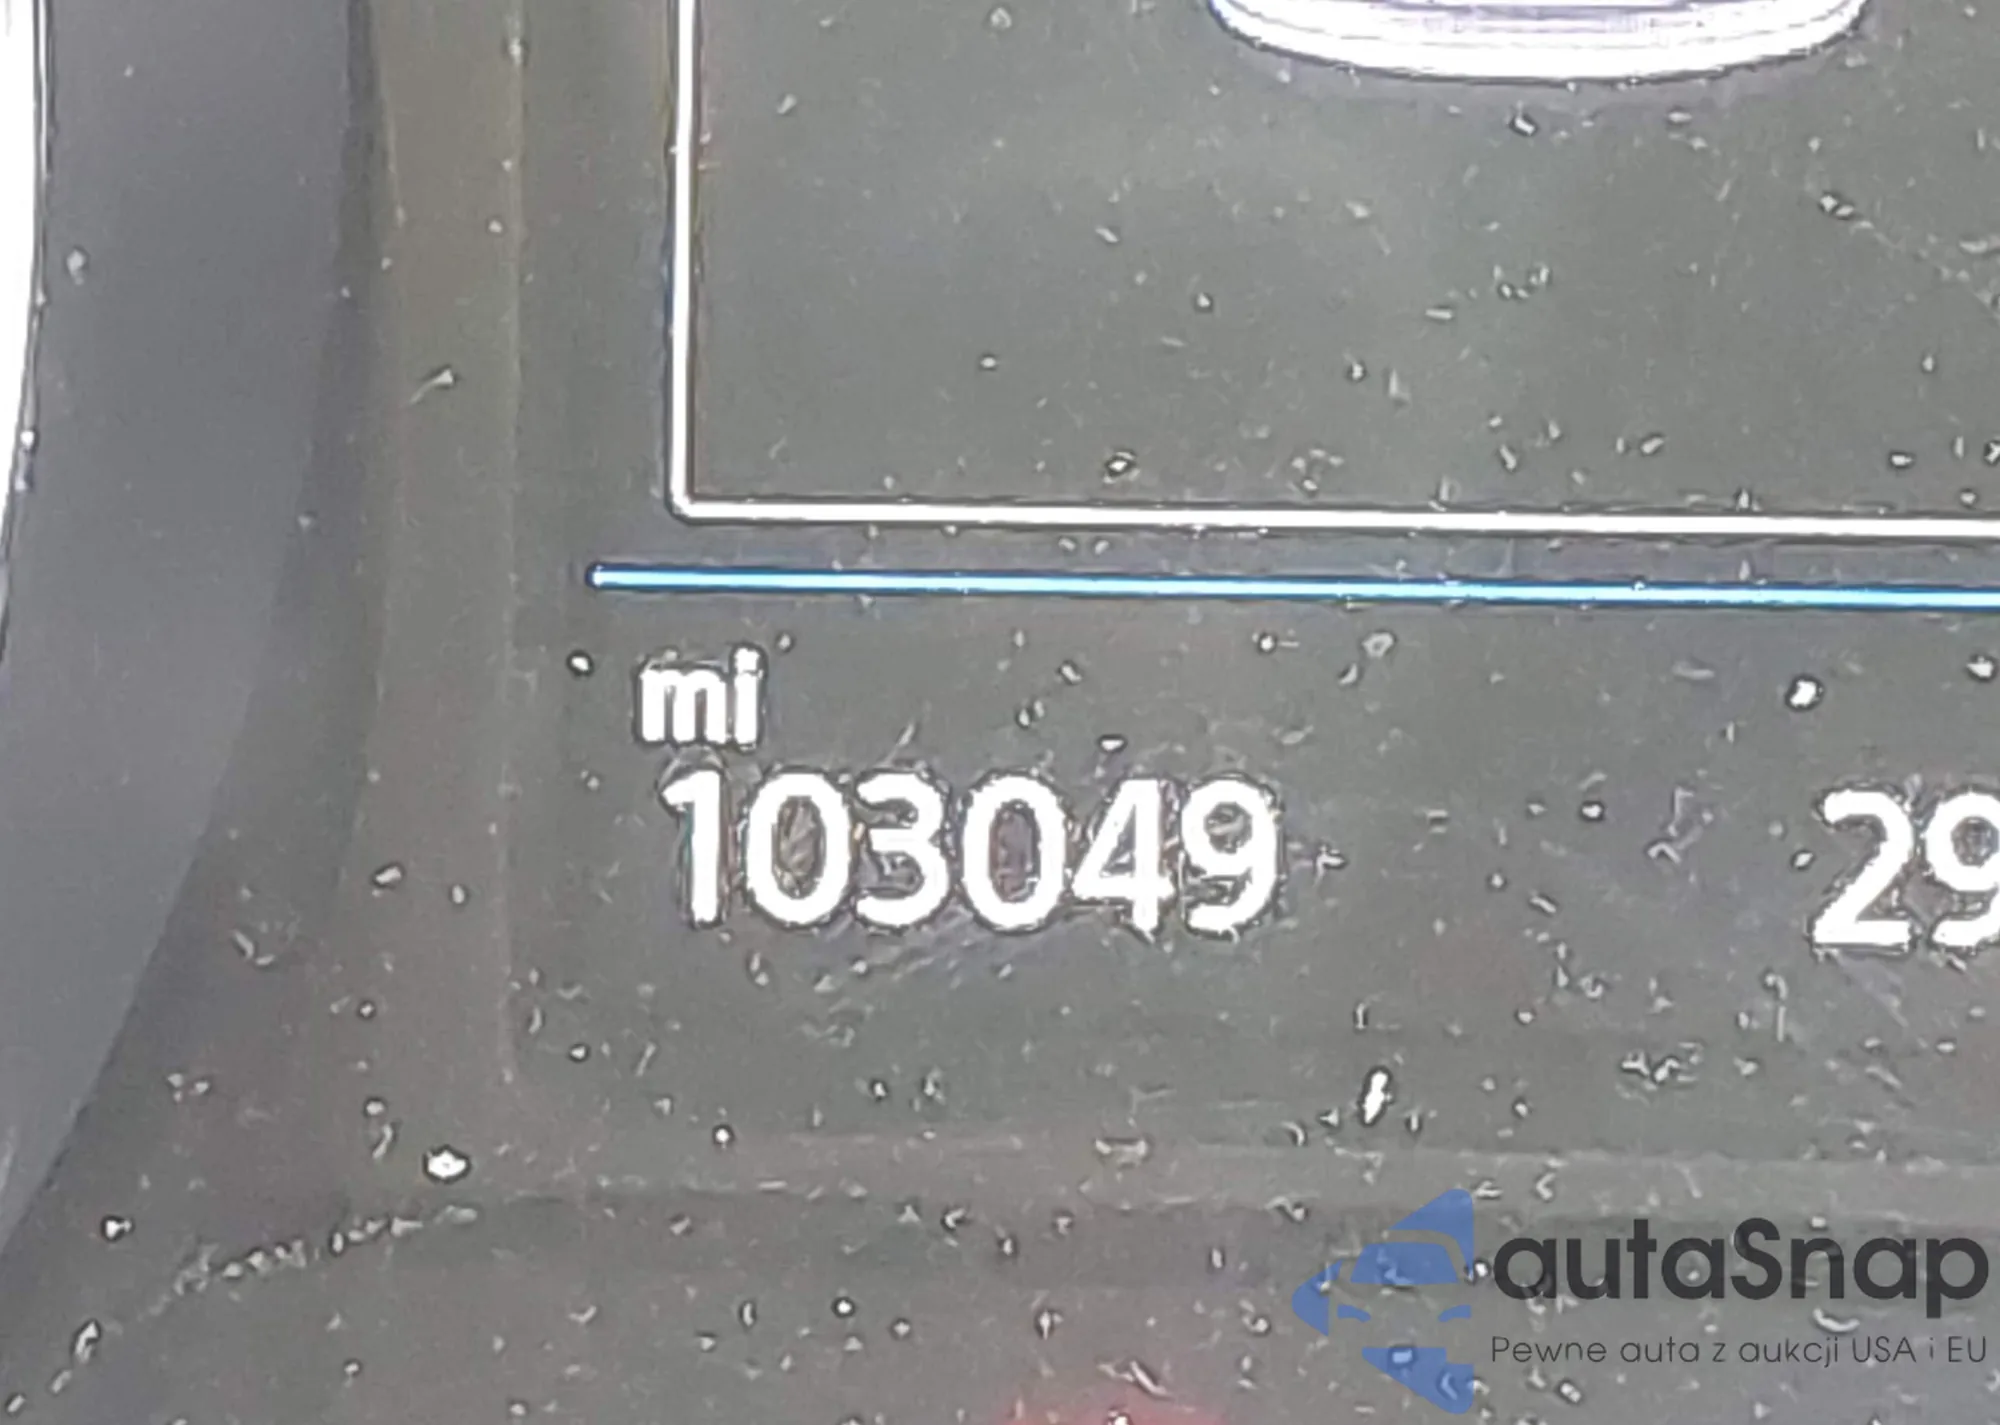 mi
103049
29
autaSnap
Pewne auta z aukcji USA i EU